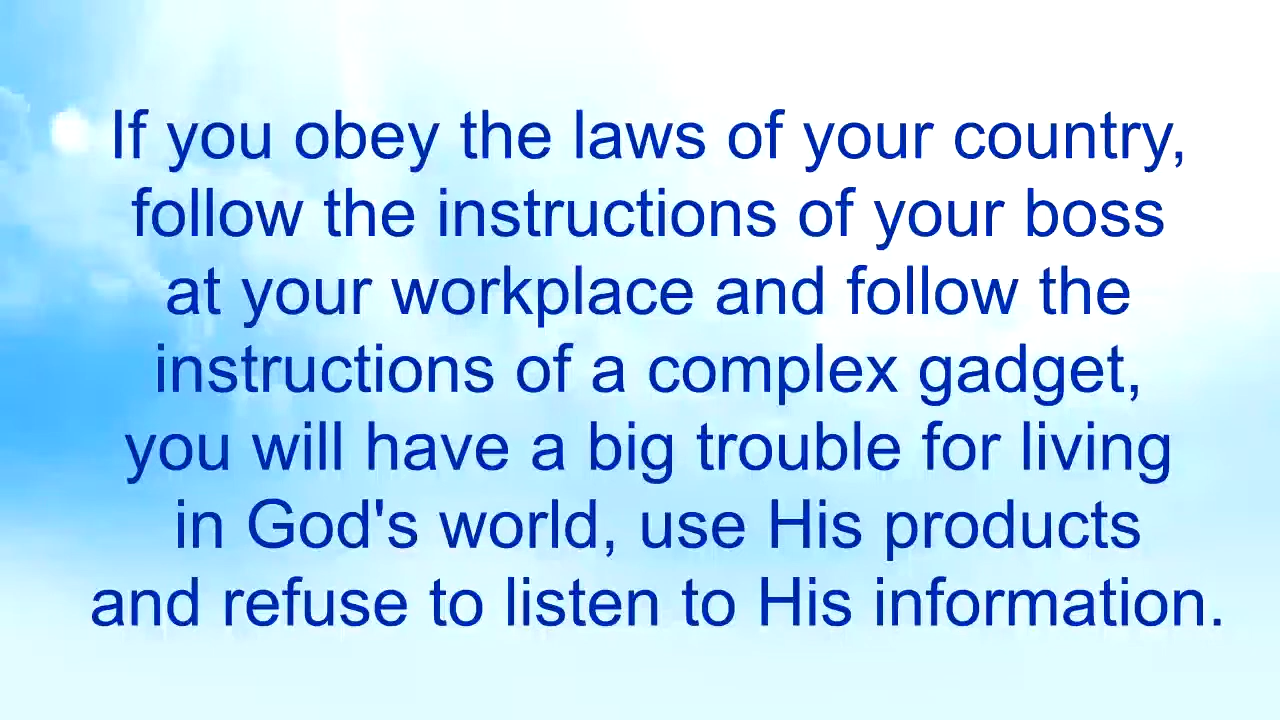 If you obey the laws of your country,
follow the instructions of your boss
at your workplace and follow the
instructions of a complex gadget,
you will have a big trouble for living
in God's world, use His products
and refuse to listen to His information.